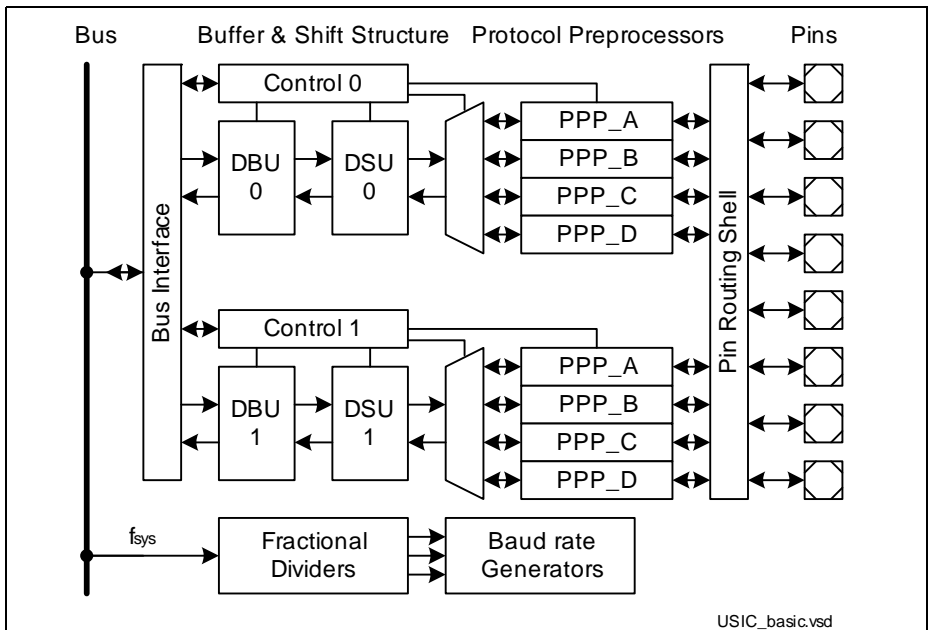 Bus Buffer & Shift Structure Protocol Preprocessors Pins
Control 0
DBU
0
DSU
0
PPP_A
PPP_B
PPP_C
PPP_D
Bus Interface
Pin Routing Shell
Control 1
DBU
1
DSU
1
PPP_A
PPP_B
PPP_C
PPP_D
fsys
Fractional
Dividers
Baud rate
Generators
USIC_basic.vsd